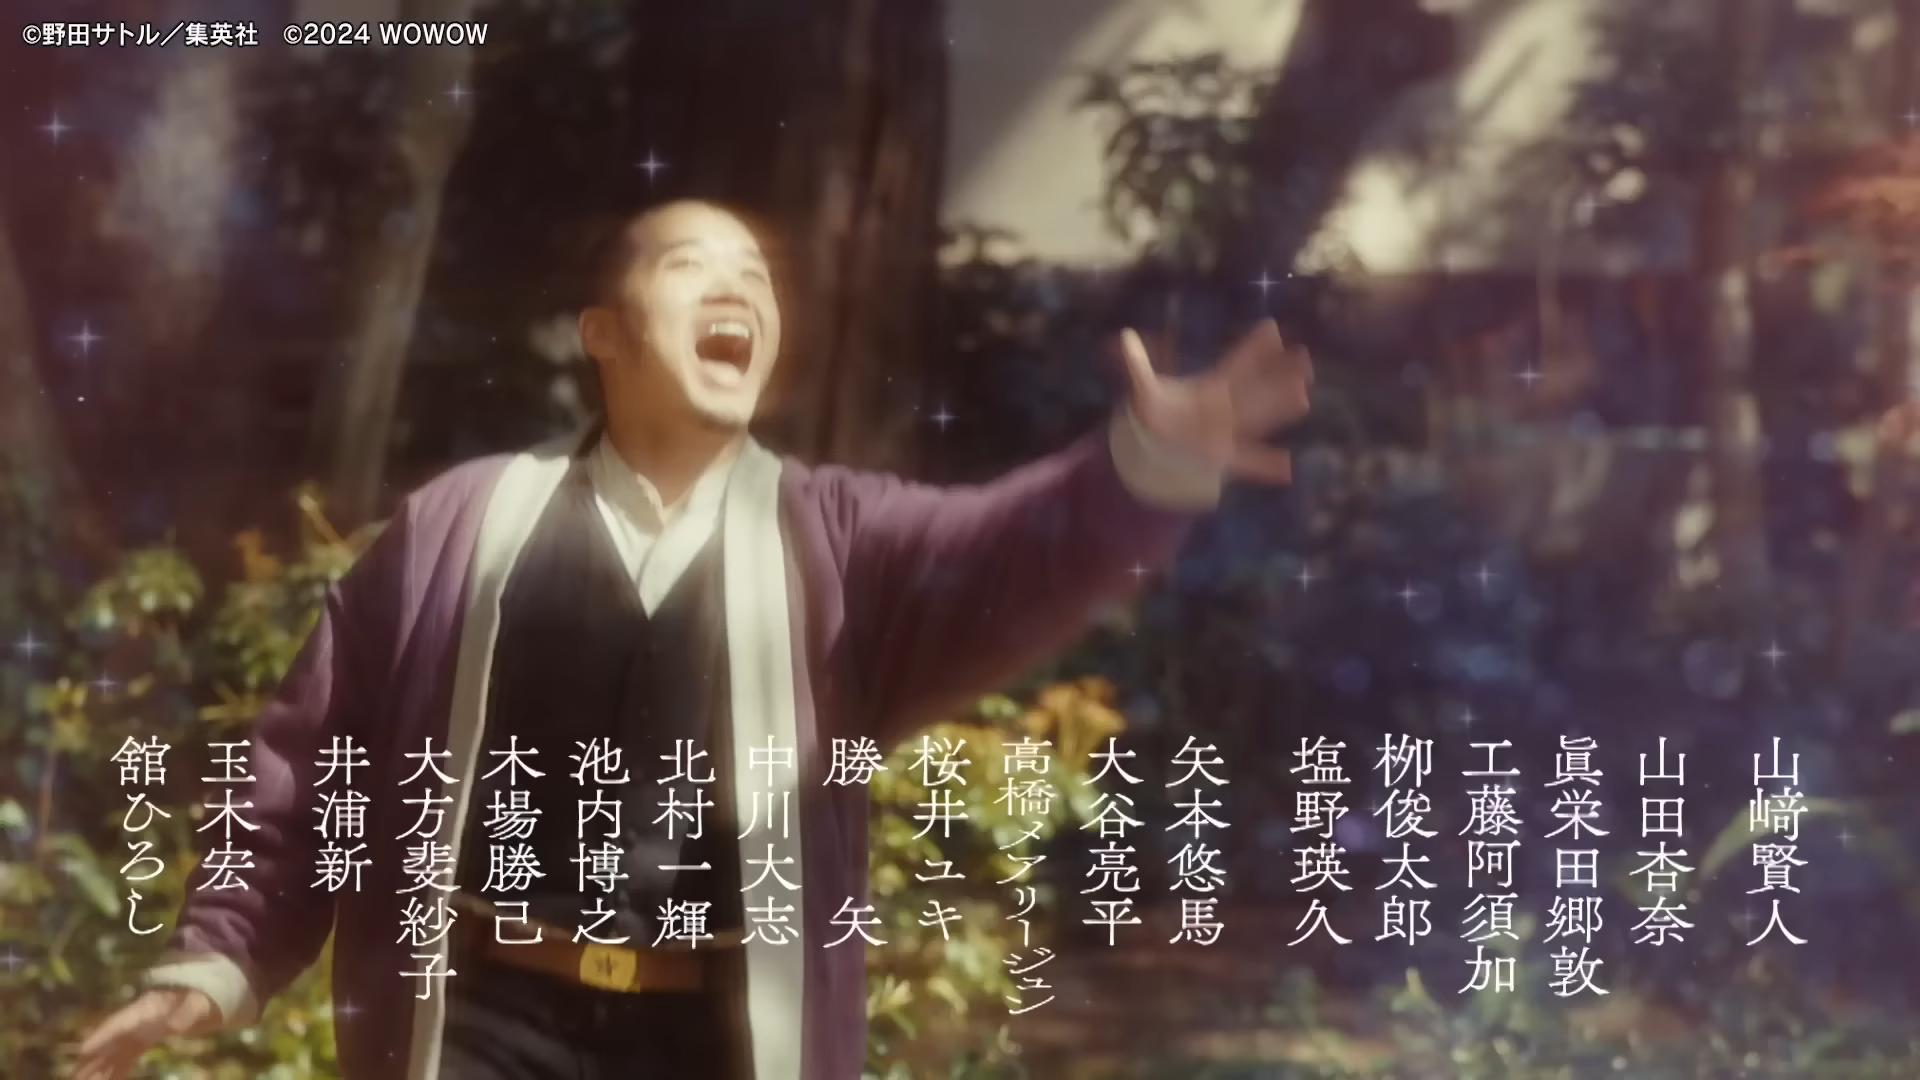 ©野田サトル／集英社　©2024 WOWOW
山﨑賢人
山田杏奈
眞栄田郷敦
工藤阿須加
栁俊太郎
塩野瑛久
矢本悠馬
大谷亮平
高橋メアリージュン
桜井ユキ
勝矢
中川大志
北村一輝
池内博之
木場勝己
大方斐紗子
井浦新
玉木宏
舘ひろし